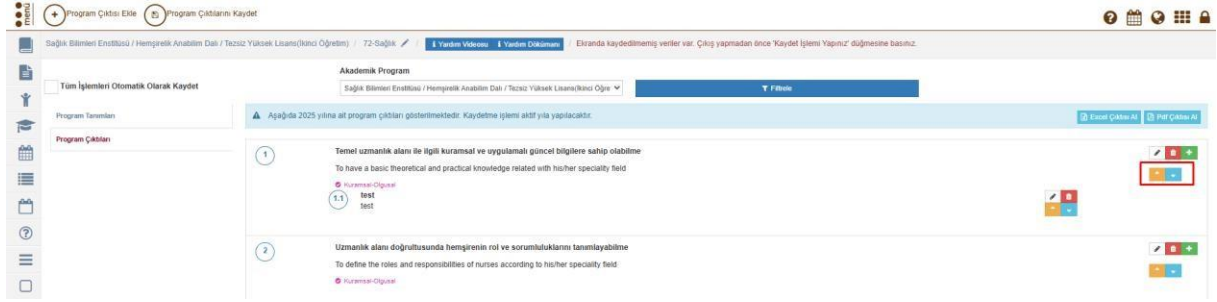 menü
Program Çıktısı Ekle
Program Çıktılarını Kaydet
Sağlık Bilimleri Enstitüsü / Hemşirelik Anabilim Dalı / Tezsiz Yüksek Lisans(İkinci Öğretim) / 72-Sağlık / Yardım Videosu Yardım Dökümanı / Ekranda kaydedilmemiş veriler var. Çıkış yapmadan önce 'Kaydet İşlemi Yapınız' düğmesine basınız.
Akademik Program
Tüm İşlemleri Otomatik Olarak Kaydet
Sağlık Bilimleri Enstitüsü / Hemşirelik Anabilim Dalı / Tezsiz Yüksek Lisans(İkinci Öğre
Filtrele
Program Tanımları
Aşağıda 2025 yılına ait program çıktıları gösterilmektedir. Kaydetme işlemi aktif yıla yapılacaktır.
Excel Çıktısı Al
Pdf Çıktısı Al
Program Çıktıları
1
Temel uzmanlık alanı ile ilgili kuramsal ve uygulamalı güncel bilgilere sahip olabilme
To have a basic theoretical and practical knowledge related with his/her speciality field
Kuramsal-Olgusal
1.1
test
test
2
Uzmanlık alanı doğrultusunda hemşirenin rol ve sorumluluklarını tanımlayabilme
To define the roles and responsibilities of nurses according to his/her speciality field
Kuramsal-Olgusal